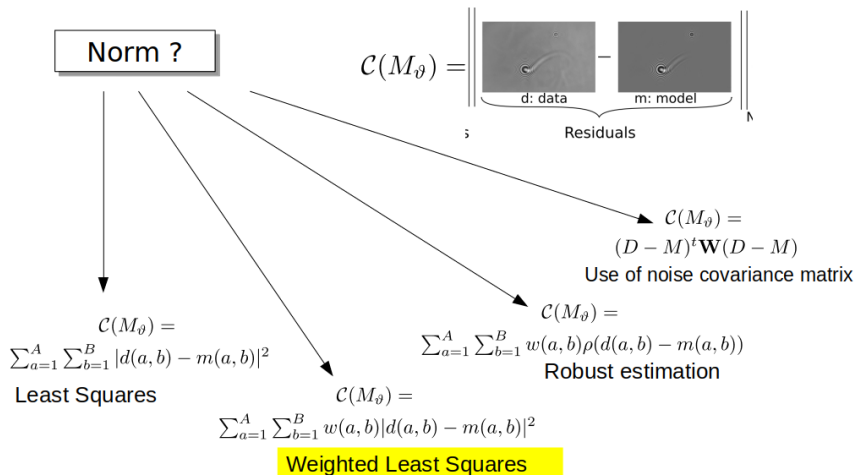 Norm ?
𝒞(M_ϑ) = || − ||
d: data
m: model
s
Residuals
𝒞(M_ϑ) =
(D − M)^t 𝐖(D − M)
Use of noise covariance matrix
𝒞(M_ϑ) =
∑_{a=1}^A ∑_{b=1}^B w(a, b)ρ(d(a, b) − m(a, b))
Robust estimation
𝒞(M_ϑ) =
∑_{a=1}^A ∑_{b=1}^B |d(a, b) − m(a, b)|^2
Least Squares
𝒞(M_ϑ) =
∑_{a=1}^A ∑_{b=1}^B w(a, b)|d(a, b) − m(a, b)|^2
Weighted Least Squares